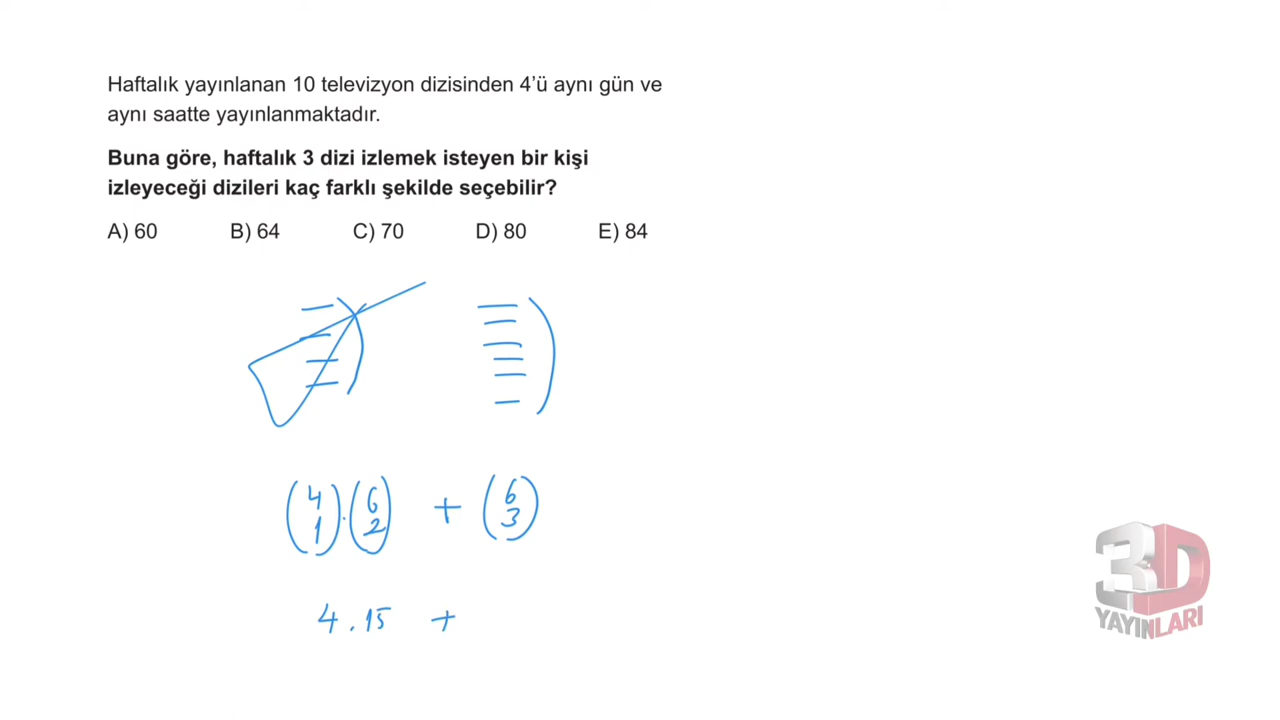 Haftalık yayınlanan 10 televizyon dizisinden 4'ü aynı gün ve
aynı saatte yayınlanmaktadır.
Buna göre, haftalık 3 dizi izlemek isteyen bir kişi
izleyeceği dizileri kaç farklı şekilde seçebilir?
A) 60 B) 64 C) 70 D) 80 E) 84
(4 1) . (6 2) + (6 3)
4 . 15 +
3D
YAYINLARI